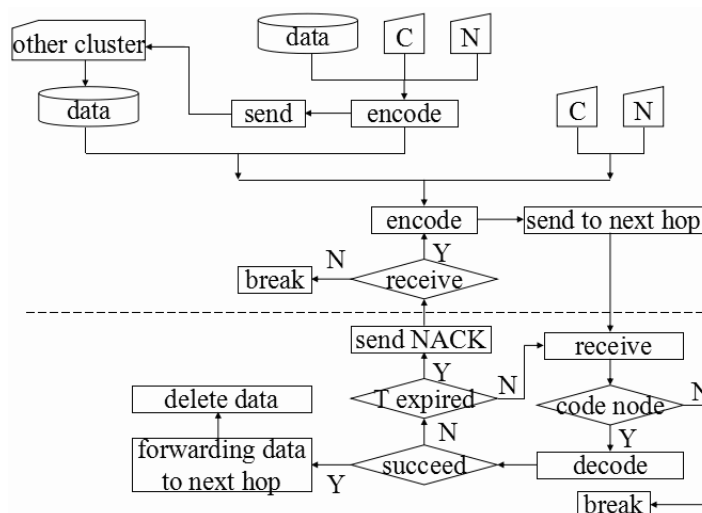 other cluster
data
C
N
data
send
encode
C
N
encode
send to next hop
N
Y
break
receive
send NACK
receive
Y
N
T expired
code node
N
delete data
N
Y
forwarding data
to next hop
succeed
decode
Y
break